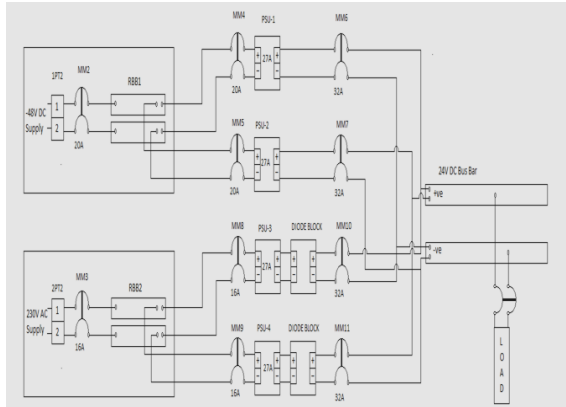 MM4 PSU-1 MM6
+ 27A +
- -
20A 32A
1PT2 MM2 RBB1
-48V DC 1
Supply 2
20A
MM5 PSU-2 MM7
+ 27A +
- -
20A 32A
24V DC Bus Bar
+ve
-ve
MM8 PSU-3 DIODE BLOCK MM10
+ 27A + + +
- - - -
16A 32A
2PT2 MM3 RBB2
230V AC 1
Supply 2
16A
MM9 PSU-4 DIODE BLOCK MM11
+ 27A + + +
- - - -
16A 32A
L
O
A
D